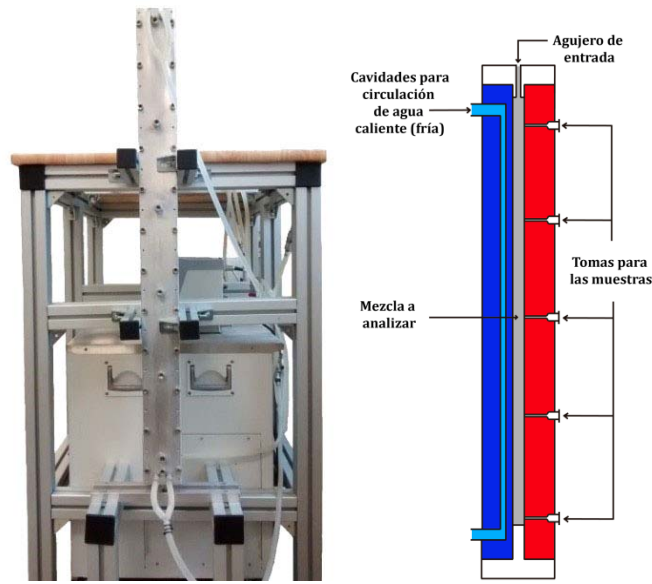 Agujero de
entrada
Cavidades para
circulación
de agua
caliente (fría)
Tomas para
las muestras
Mezcla a
analizar